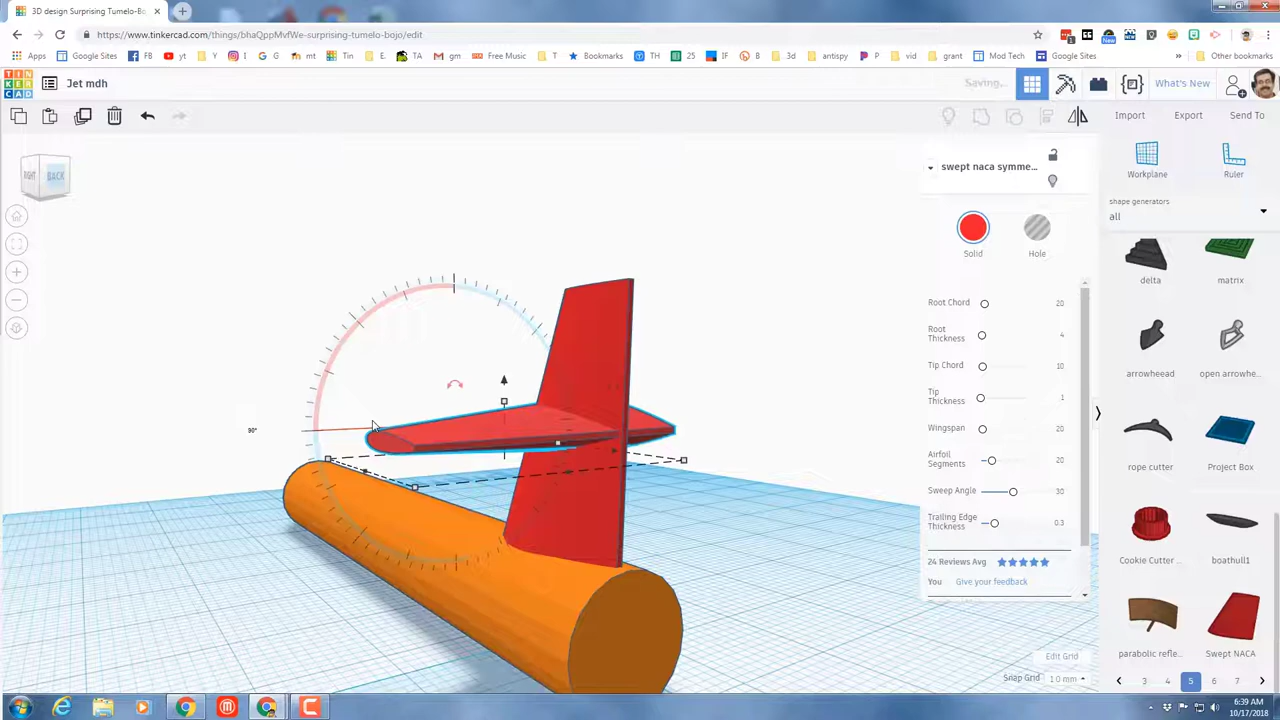 3D design Surprising Tumelo-Bo
https://www.tinkercad.com/things/bhaQppMvfWe-surprising-tumelo-bojo/edit
Apps Google Sites FB yt Y G mt Tin E. TA gm Free Music T Bookmarks TH 25 IF B 3d antispy P vid grant Mod Tech Google Sites » Other bookmarks
TIN
KER
CAD
Jet mdh
Saving...
What's New
Import Export Send To
RIGHT BACK
swept naca symme...
Workplane Ruler
shape generators
all
Solid Hole
delta matrix
Root Chord 20
Root Thickness 4
Tip Chord 10
Tip Thickness 1
Wingspan 20
Airfoil Segments 20
Sweep Angle 30
Trailing Edge Thickness 0.3
arrowheead open arrowhe...
rope cutter Project Box
90°
24 Reviews Avg
You Give your feedback
Cookie Cutter ... boathull1
parabolic refle... Swept NACA
Edit Grid
Snap Grid 1.0 mm
3 4 5 6 7
6:39 AM
10/17/2018